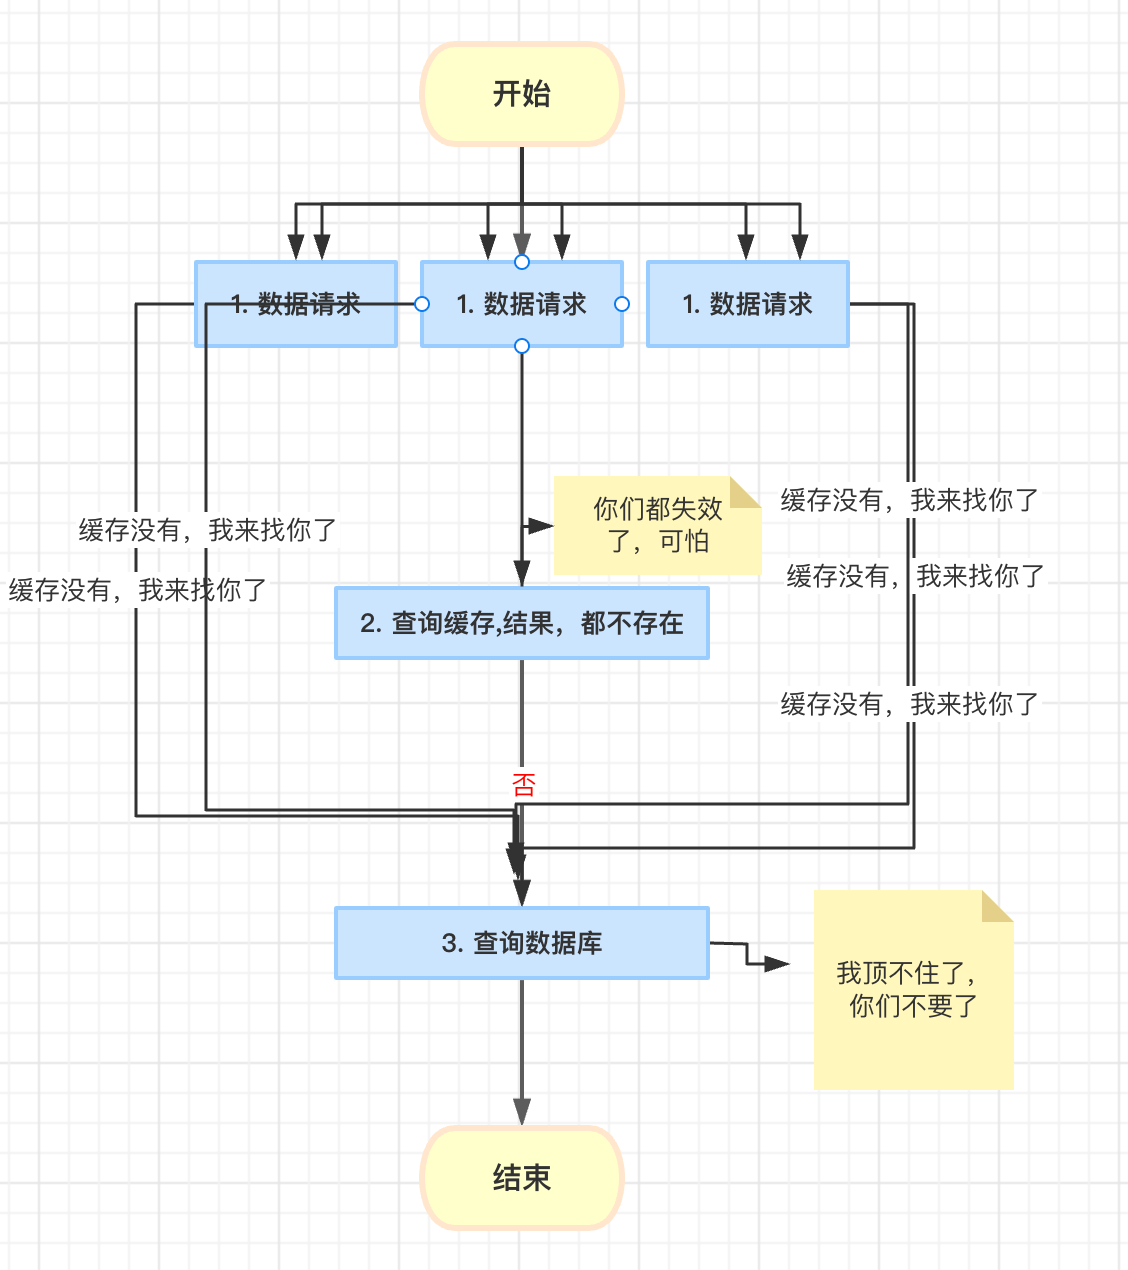 开始
1. 数据请求
1. 数据请求
1. 数据请求
你们都失效
了，可怕
缓存没有，我来找你了
缓存没有，我来找你了
缓存没有，我来找你了
缓存没有，我来找你了
2. 查询缓存,结果，都不存在
缓存没有，我来找你了
否
3. 查询数据库
我顶不住了，
你们不要了
结束